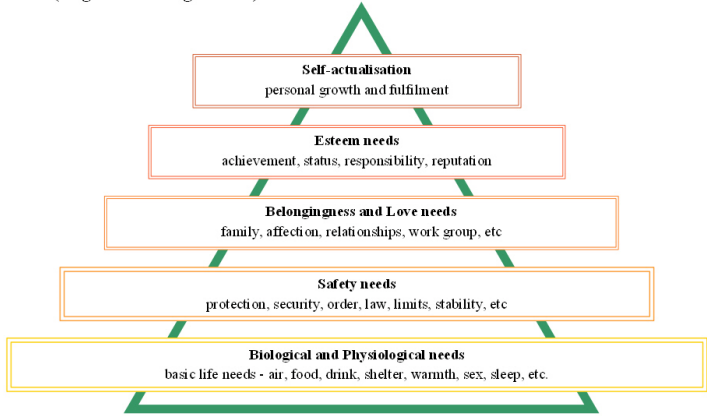 Self-actualisation
personal growth and fulfilment
Esteem needs
achievement, status, responsibility, reputation
Belongingness and Love needs
family, affection, relationships, work group, etc
Safety needs
protection, security, order, law, limits, stability, etc
Biological and Physiological needs
basic life needs - air, food, drink, shelter, warmth, sex, sleep, etc.